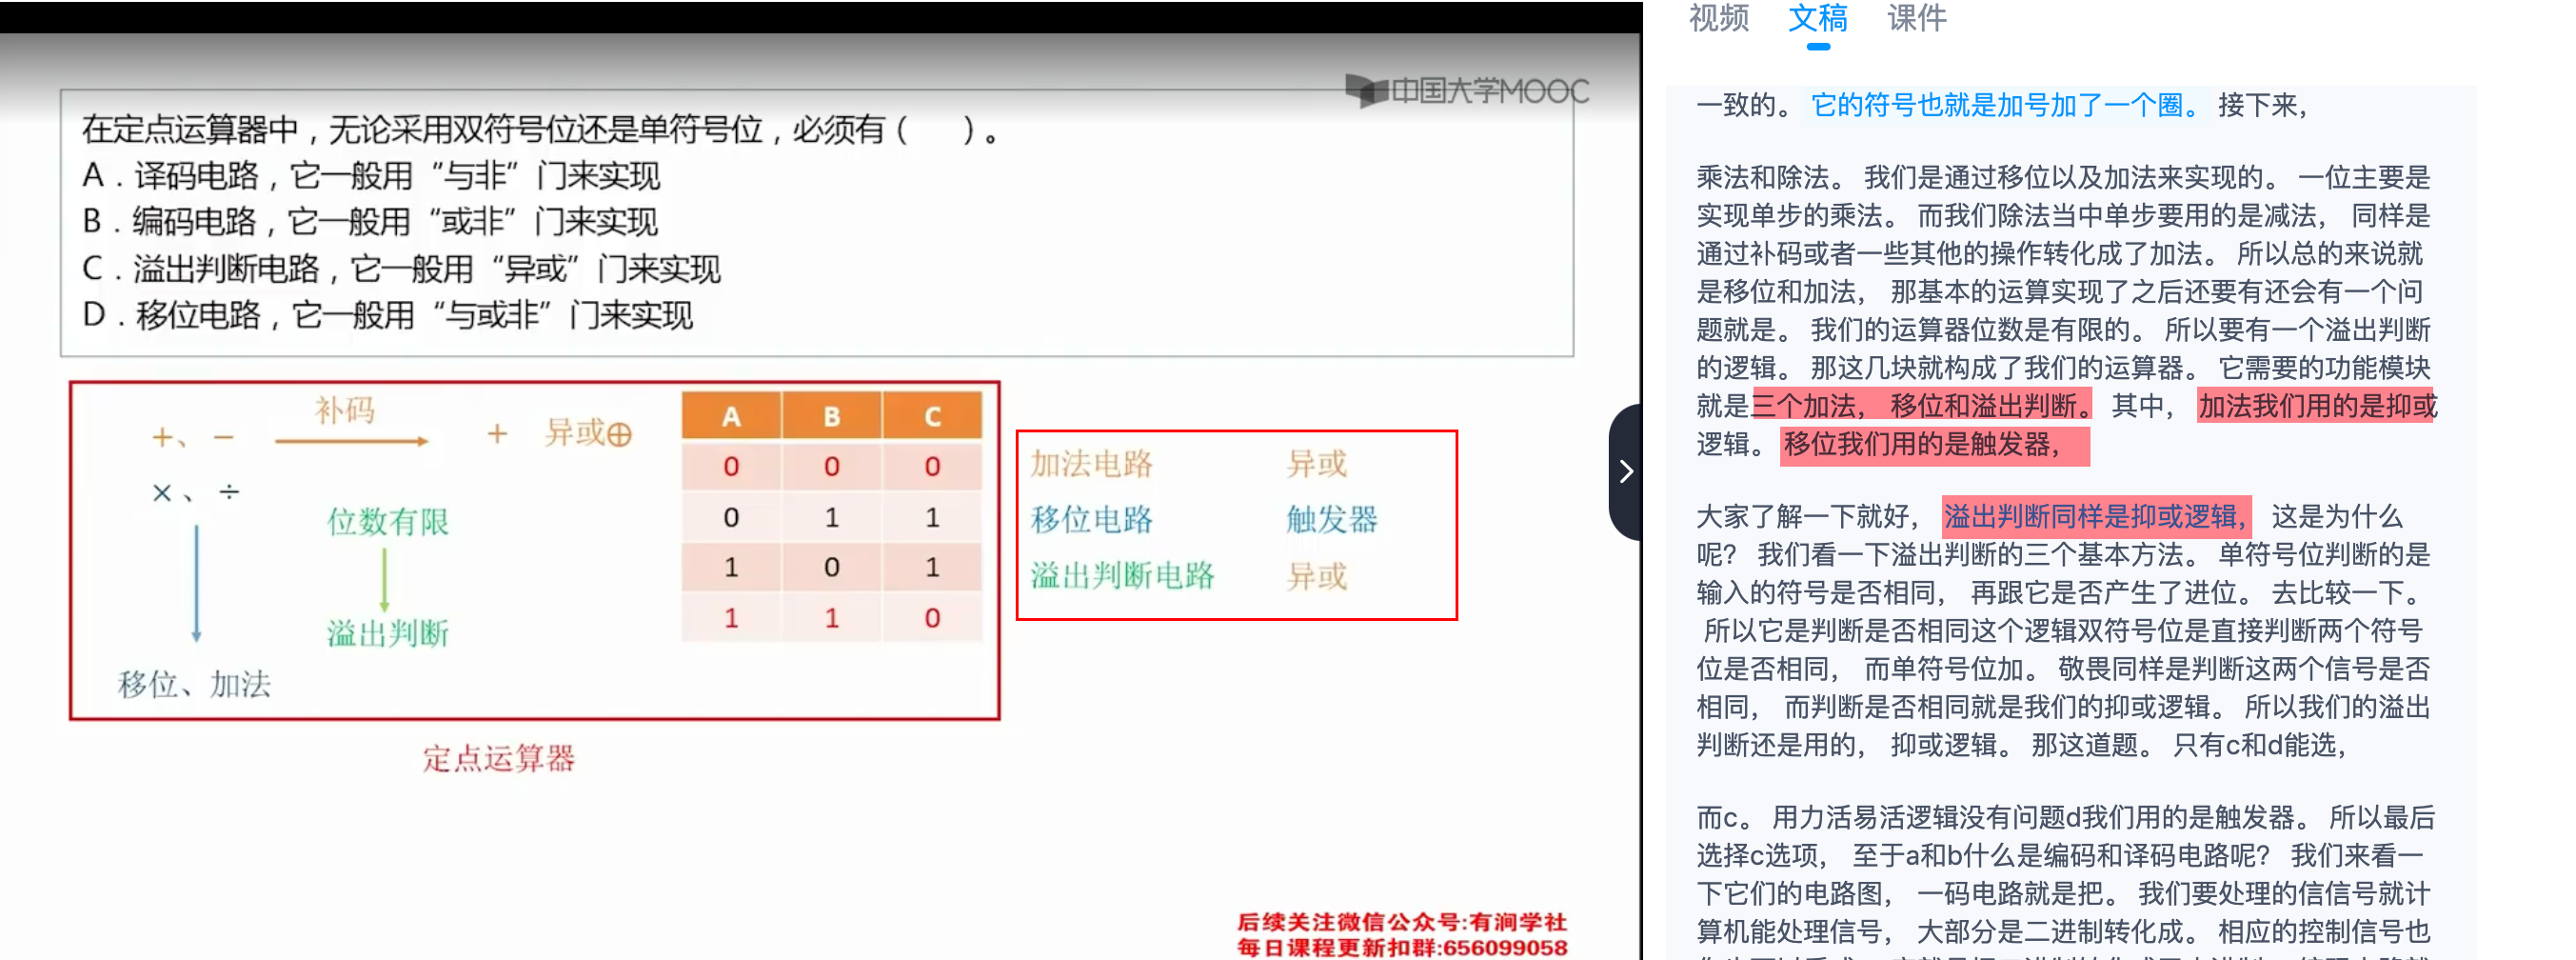 中国大学MOOC
在定点运算器中，无论采用双符号位还是单符号位，必须有（　　）。
A．译码电路，它一般用“与非”门来实现
B．编码电路，它一般用“或非”门来实现
C．溢出判断电路，它一般用“异或”门来实现
D．移位电路，它一般用“与或非”门来实现
补码
+、− + 异或⊕
×、÷
位数有限
溢出判断
移位、加法
A B C
0 0 0
0 1 1
1 0 1
1 1 0
定点运算器
加法电路 异或
移位电路 触发器
溢出判断电路 异或
后续关注微信公众号:有涧学社
每日课程更新扣群:656099058
视频 文稿 课件
一致的。 它的符号也就是加号加了一个圈。 接下来，
乘法和除法。 我们是通过移位以及加法来实现的。 一位主要是
实现单步的乘法。 而我们除法当中单步要用的是减法， 同样是
通过补码或者一些其他的操作转化成了加法。 所以总的来说就
是移位和加法， 那基本的运算实现了之后还要有还会有一个问
题就是。 我们的运算器位数是有限的。 所以要有一个溢出判断
的逻辑。 那这几块就构成了我们的运算器。 它需要的功能模块
就是三个加法， 移位和溢出判断。 其中， 加法我们用的是抑或
逻辑。 移位我们用的是触发器，
大家了解一下就好， 溢出判断同样是抑或逻辑， 这是为什么
呢？ 我们看一下溢出判断的三个基本方法。 单符号位判断的是
输入的符号是否相同， 再跟它是否产生了进位。 去比较一下。
所以它是判断是否相同这个逻辑双符号位是直接判断两个符号
位是否相同， 而单符号位加。 敬畏同样是判断这两个信号是否
相同， 而判断是否相同就是我们的抑或逻辑。 所以我们的溢出
判断还是用的， 抑或逻辑。 那这道题。 只有c和d能选，
而c。 用力活易活逻辑没有问题d我们用的是触发器。 所以最后
选择c选项， 至于a和b什么是编码和译码电路呢？ 我们来看一
下它们的电路图， 一码电路就是把。 我们要处理的信信号就计
算机能处理信号， 大部分是二进制转化成。 相应的控制信号也